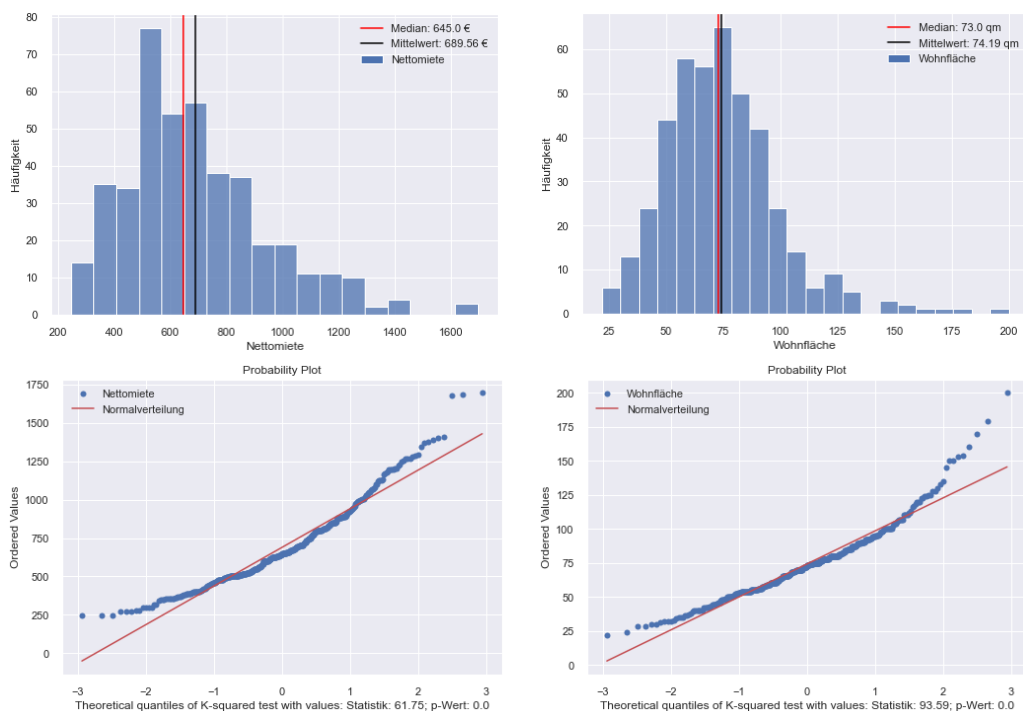 Median: 645.0 €
Mittelwert: 689.56 €
Nettomiete
80
70
60
50
40
30
20
10
0
Häufigkeit
200 400 600 800 1000 1200 1400 1600
Nettomiete
Median: 73.0 qm
Mittelwert: 74.19 qm
Wohnfläche
60
50
40
30
20
10
0
Häufigkeit
25 50 75 100 125 150 175 200
Wohnfläche
Probability Plot
Nettomiete
Normalverteilung
1750
1500
1250
1000
750
500
250
0
Ordered Values
−3 −2 −1 0 1 2 3
Theoretical quantiles of K-squared test with values: Statistik: 61.75; p-Wert: 0.0
Probability Plot
Wohnfläche
Normalverteilung
200
175
150
125
100
75
50
25
0
Ordered Values
−3 −2 −1 0 1 2 3
Theoretical quantiles of K-squared test with values: Statistik: 93.59; p-Wert: 0.0